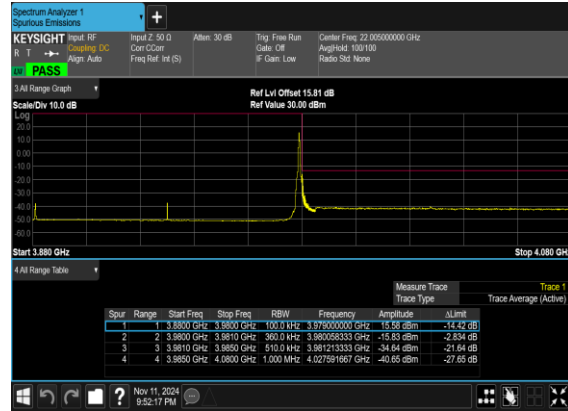 Spectrum Analyzer 1
Spurious Emissions
KEYSIGHT Input: RF Input Z: 50 Ω Atten: 30 dB Trig: Free Run Center Freq: 22.005000000 GHz
R T Coupling: DC Corr CCorr Gate: Off Avg|Hold: 100/100
Align: Auto Freq Ref: Int (S) IF Gain: Low Radio Std: None
PASS
3 All Range Graph Ref Lvl Offset 15.81 dB
Scale/Div 10.0 dB Ref Value 30.00 dBm
Log
20.0
10.0
0.00
-10.0
-20.0
-30.0
-40.0
-50.0
-60.0
Start 3.880 GHz Stop 4.080 GHz
4 All Range Table
Measure Trace Trace 1
Trace Type Trace Average (Active)
Spur Range Start Freq Stop Freq RBW Frequency Amplitude ΔLimit
1 1 3.8800 GHz 3.9800 GHz 100.0 kHz 3.979000000 GHz 15.58 dBm -14.42 dB
2 2 3.9800 GHz 3.9810 GHz 360.0 kHz 3.980058333 GHz -15.83 dBm -2.834 dB
3 3 3.9810 GHz 3.9850 GHz 510.0 kHz 3.981213333 GHz -34.64 dBm -21.64 dB
4 4 3.9850 GHz 4.0800 GHz 1.000 MHz 4.027591667 GHz -40.65 dBm -27.65 dB
? Nov 11, 2024
9:52:17 PM